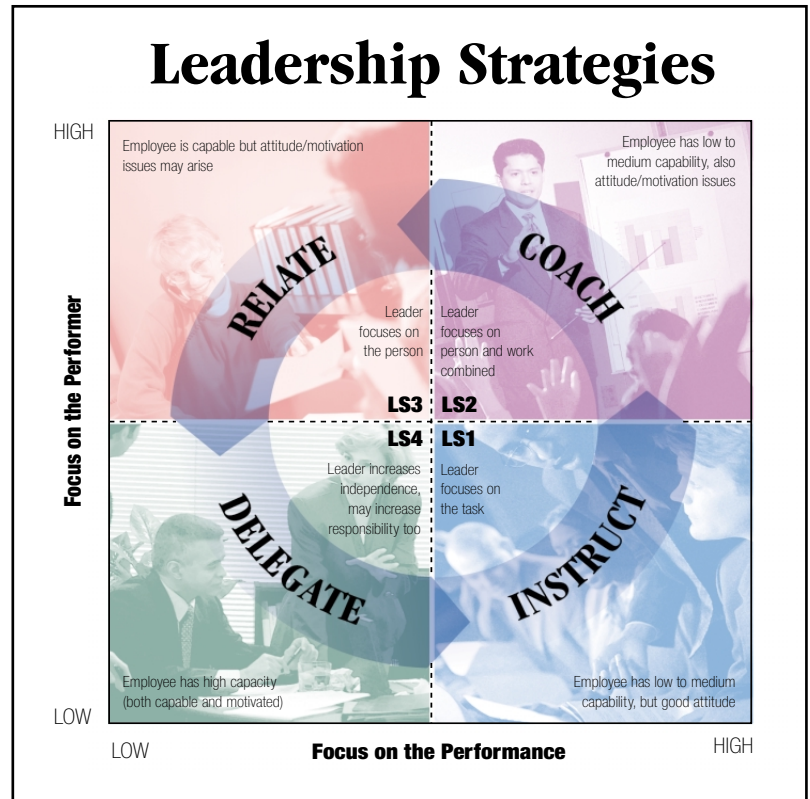 Leadership Strategies
HIGH
Employee is capable but attitude/motivation
issues may arise
Employee has low to
medium capability, also
attitude/motivation issues
RELATE
COACH
Leader
focuses on
the person
Leader
focuses on
person and work
combined
LS3
LS2
Focus on the Performer
LS4
LS1
Leader increases
independence,
may increase
responsibility too
Leader
focuses on
the task
DELEGATE
INSTRUCT
Employee has high capacity
(both capable and motivated)
Employee has low to medium
capability, but good attitude
LOW
LOW
Focus on the Performance
HIGH